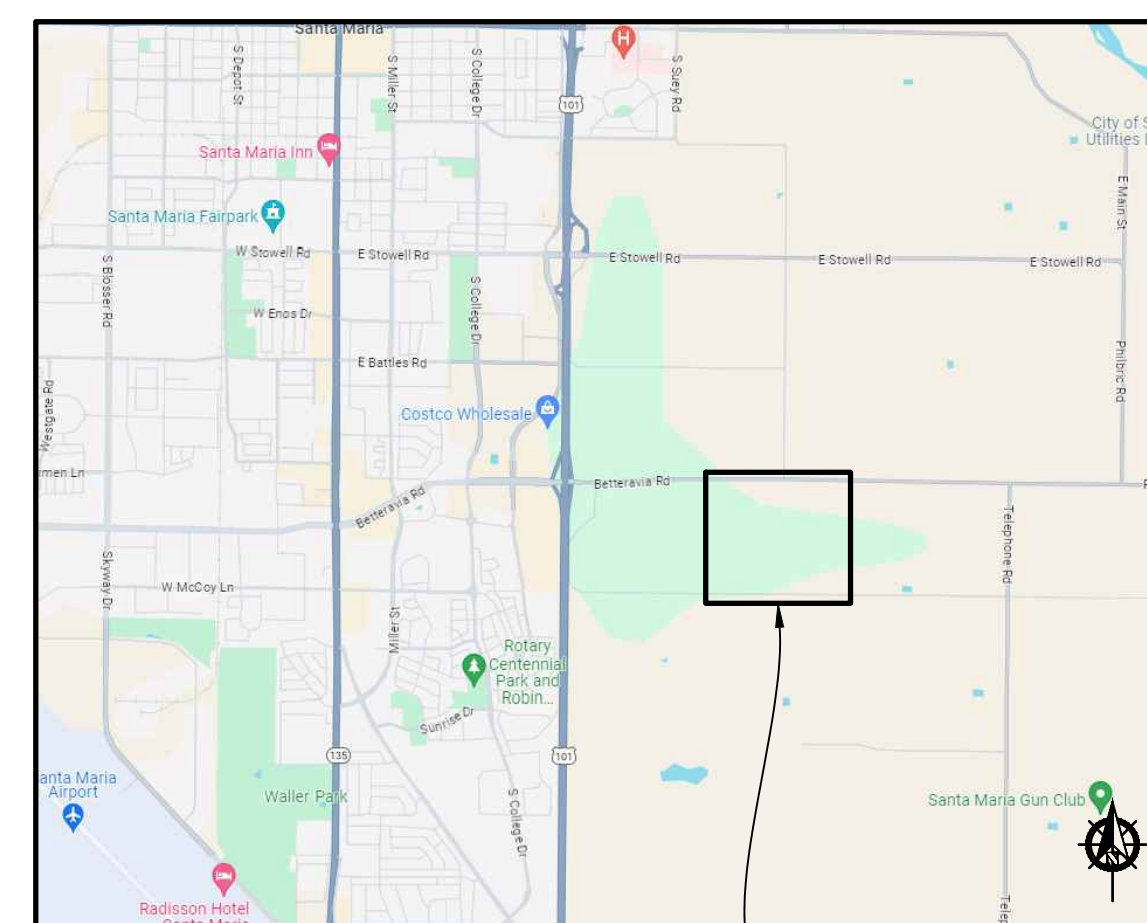 Santa Maria
S Depot St
S Miller St
S College Dr
S Suey Rd
H
101
City of S
Utilities
Santa Maria Inn
E Main St
Santa Maria Fairpark
W Stowell Rd
E Stowell Rd
E Stowell Rd
E Stowell Rd
E Stowell Rd
S Blosser Rd
S College Dr
W Enos Dr
E Battles Rd
Philbric Rd
Westgate Rd
Costco Wholesale
men Ln
Betteravia Rd
Betteravia Rd
Telephone Rd
Skyway Dr
W McCoy Ln
S Miller St
Rotary
Centennial
Park and
Robin...
Sunrise Dr
135
101
anta Maria
Airport
Waller Park
S College Dr
Santa Maria Gun Club
N
Radisson Hotel
Santa Maria
Telep